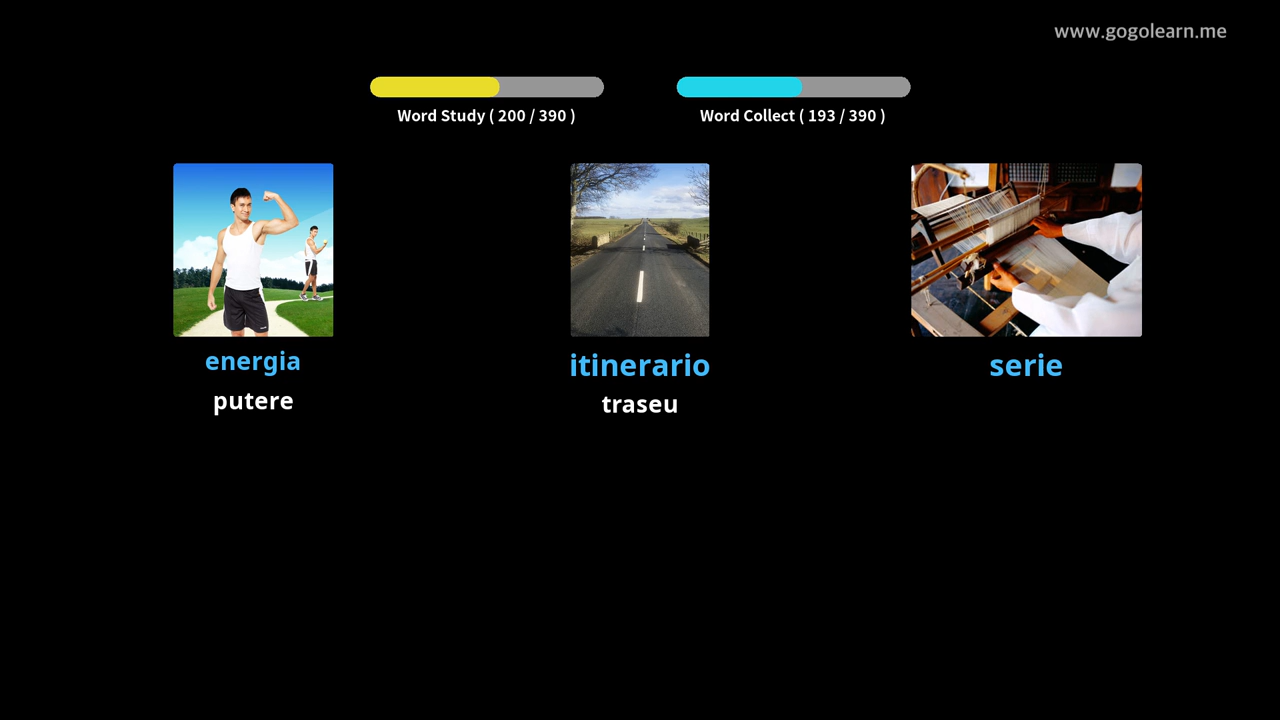 www.gogolearn.me
Word Study ( 200 / 390 )
Word Collect ( 193 / 390 )
energia
itinerario
serie
putere
traseu